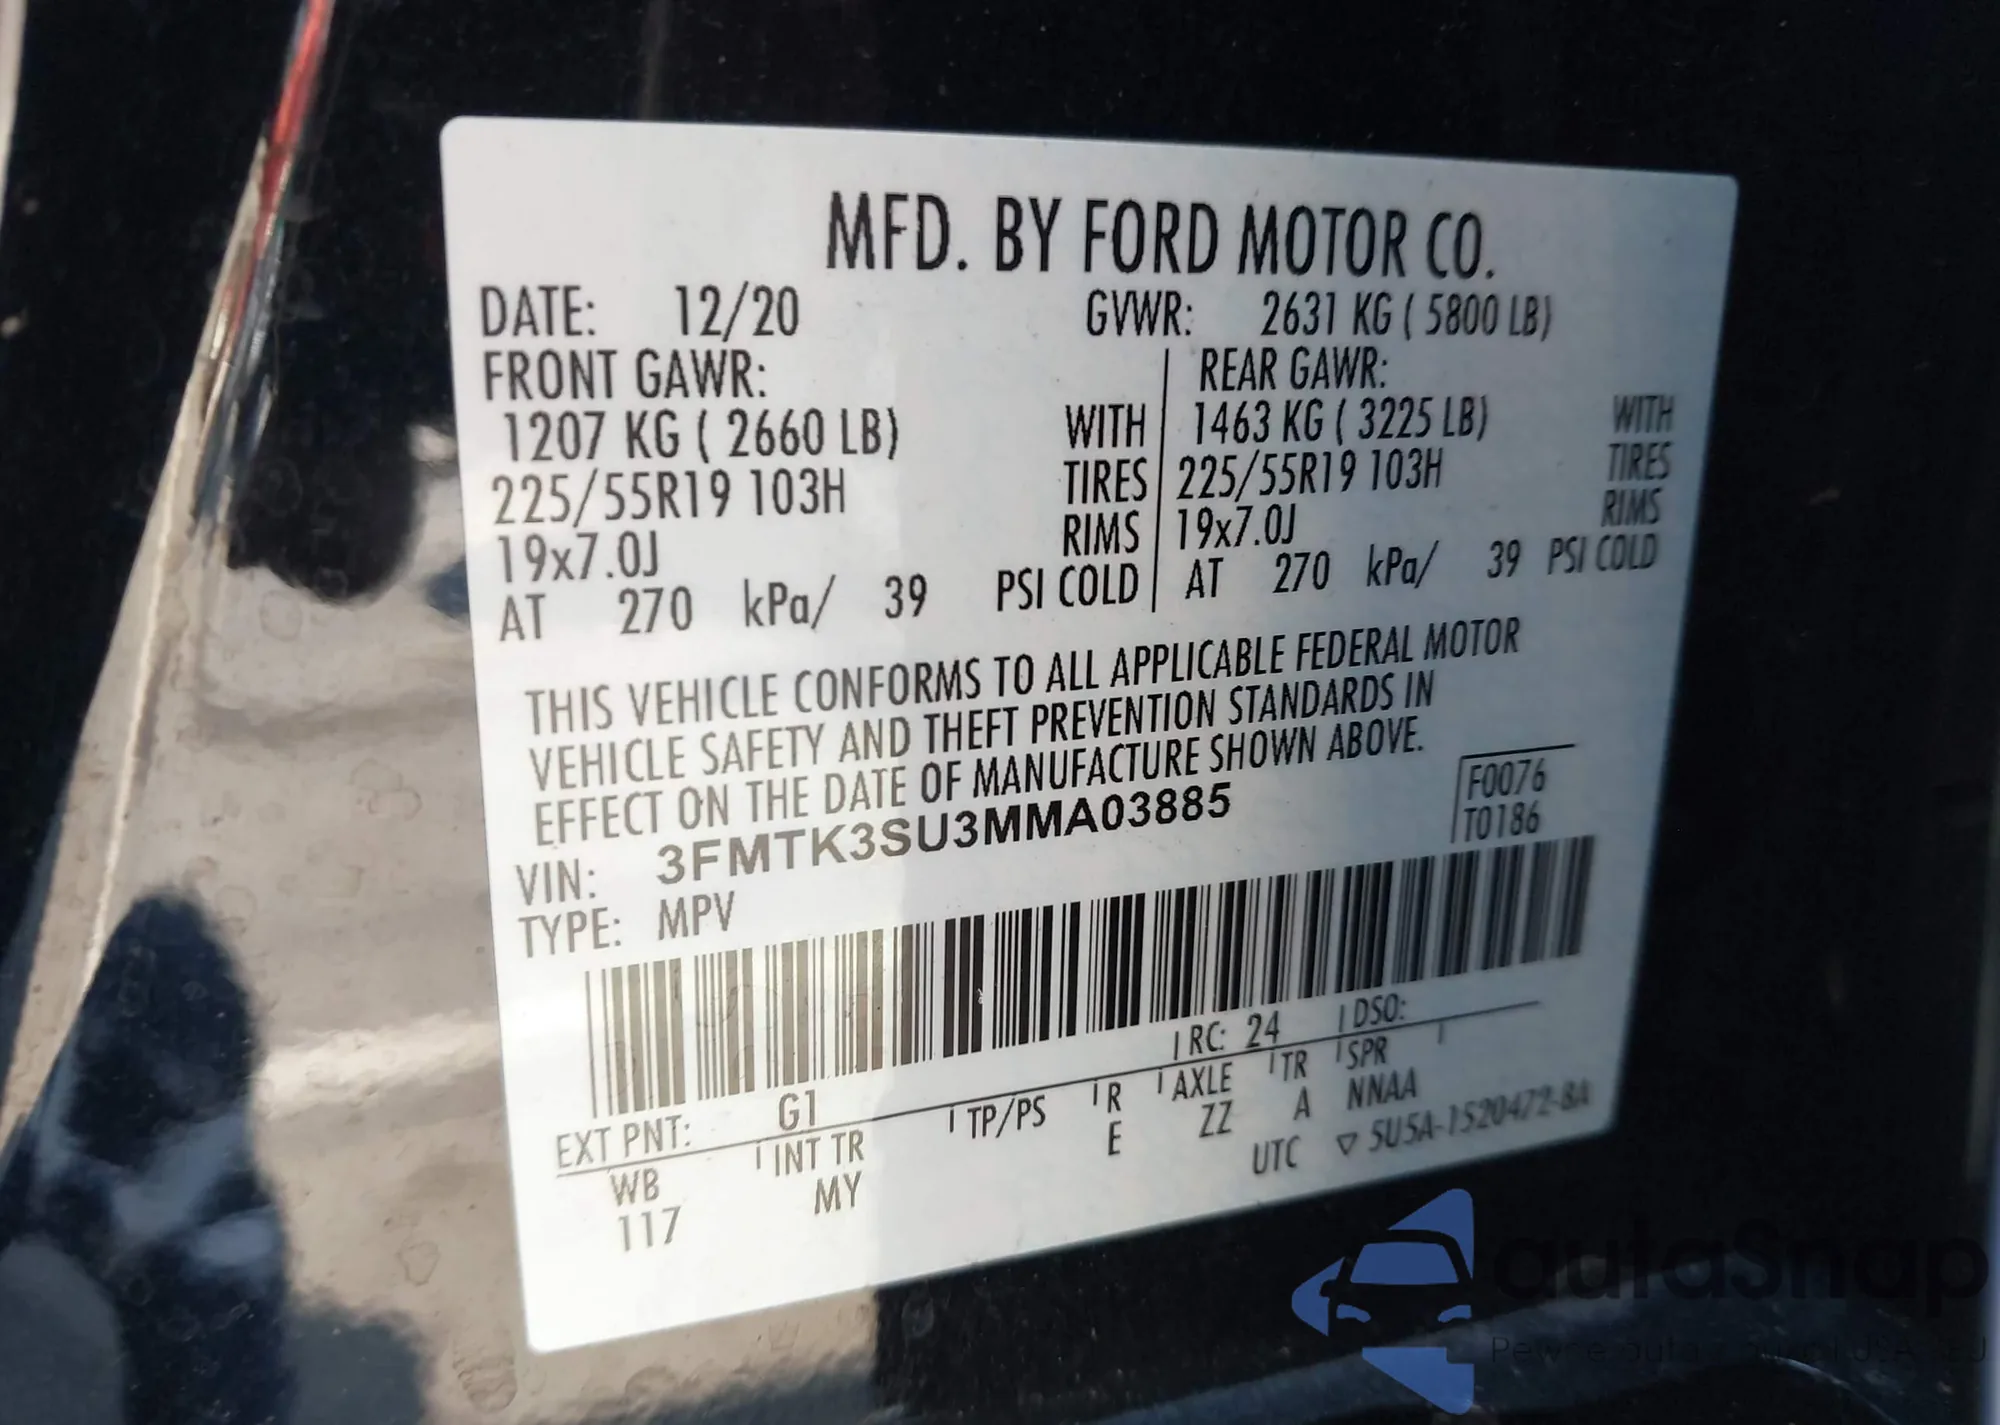 MFD. BY FORD MOTOR CO.
DATE: 12/20 GVWR: 2631 KG ( 5800 LB)
FRONT GAWR: REAR GAWR:
1207 KG ( 2660 LB) WITH 1463 KG ( 3225 LB) WITH
225/55R19 103H TIRES 225/55R19 103H TIRES
19x7.0J RIMS 19x7.0J RIMS
AT 270 kPa/ 39 PSI COLD AT 270 kPa/ 39 PSI COLD
THIS VEHICLE CONFORMS TO ALL APPLICABLE FEDERAL MOTOR
VEHICLE SAFETY AND THEFT PREVENTION STANDARDS IN
EFFECT ON THE DATE OF MANUFACTURE SHOWN ABOVE.
F0076
T0186
VIN: 3FMTK3SU3MMA03885
TYPE: MPV
RC: 24 DSO:
EXT PNT: G1
WB INT TR TP/PS R AXLE TR SPR
117 MY E ZZ A NNAA
UTC ▽ 5U5A-1520472-BA
autaSnap